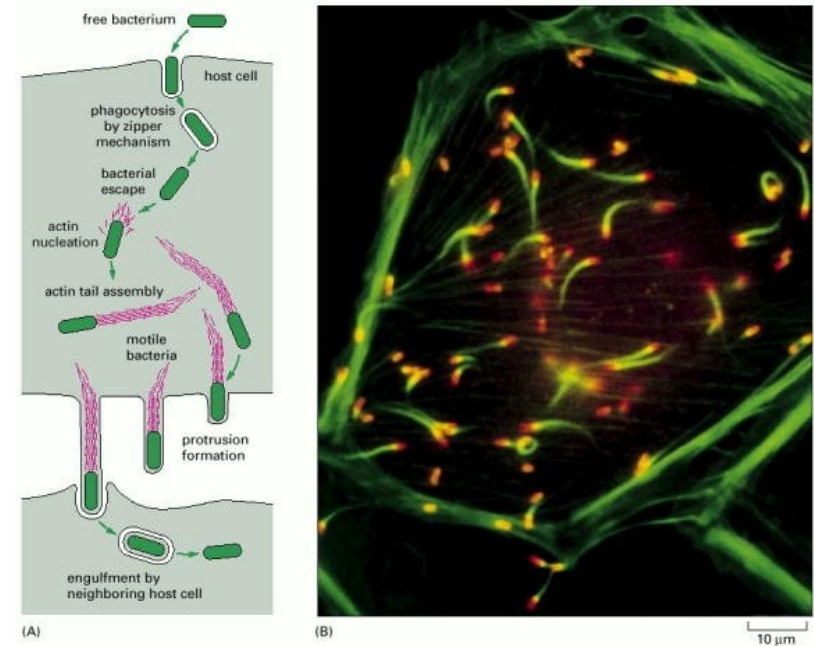 free bacterium
host cell
phagocytosis
by zipper
mechanism
bacterial
escape
actin
nucleation
actin tail assembly
motile
bacteria
protrusion
formation
engulfment by
neighboring host cell
(A)
(B)
10 μm